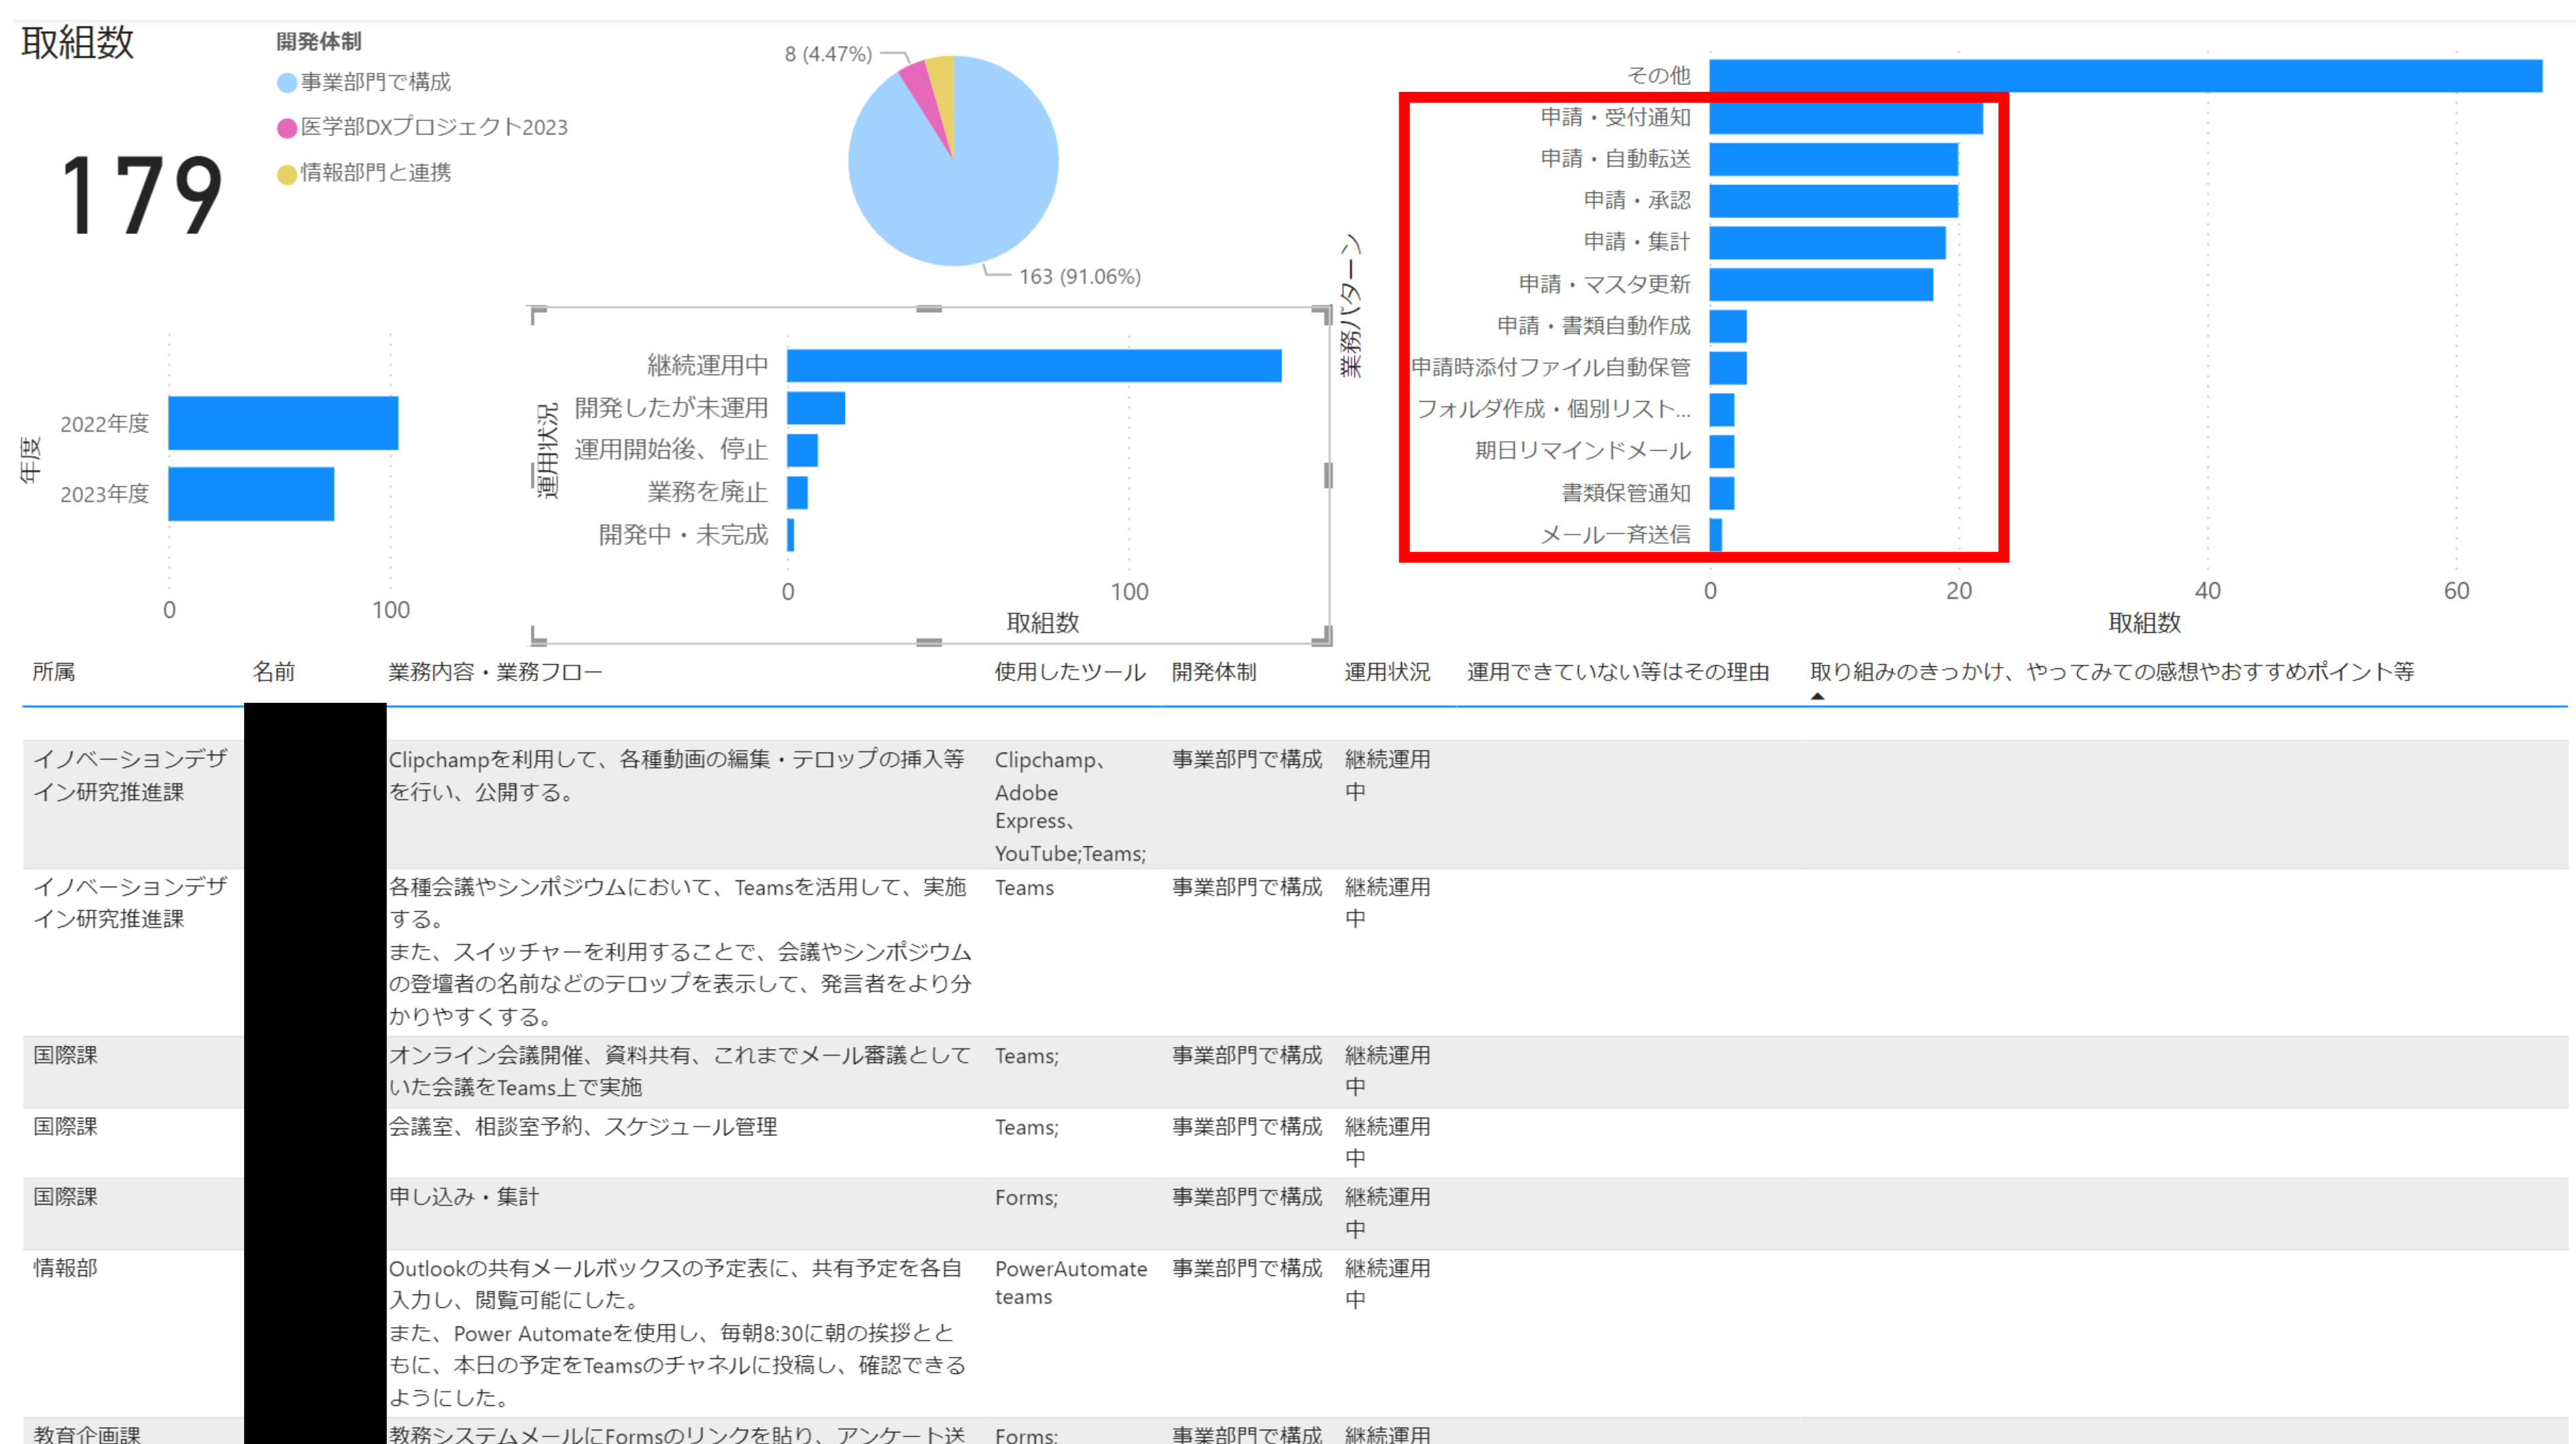 取組数
179
開発体制
事業部門で構成
医学部DXプロジェクト2023
情報部門と連携
8 (4.47%)
163 (91.06%)
年度
2022年度
2023年度
0
100
運用状況
継続運用中
開発したが未運用
運用開始後、停止
業務を廃止
開発中・未完成
0
100
取組数
業務パターン
その他
申請・受付通知
申請・自動転送
申請・承認
申請・集計
申請・マスタ更新
申請・書類自動作成
申請時添付ファイル自動保管
フォルダ作成・個別リスト...
期日リマインドメール
書類保管通知
メール一斉送信
0
20
40
60
取組数
所属 名前 業務内容・業務フロー 使用したツール 開発体制 運用状況 運用できていない等はその理由 取り組みのきっかけ、やってみての感想やおすすめポイント等
イノベーションデザ
イン研究推進課
Clipchampを利用して、各種動画の編集・テロップの挿入等
を行い、公開する。
Clipchamp、
Adobe
Express、
YouTube;Teams;
事業部門で構成
継続運用
中
イノベーションデザ
イン研究推進課
各種会議やシンポジウムにおいて、Teamsを活用して、実施
する。
また、スイッチャーを利用することで、会議やシンポジウム
の登壇者の名前などのテロップを表示して、発言者をより分
かりやすくする。
Teams
事業部門で構成
継続運用
中
国際課
オンライン会議開催、資料共有、これまでメール審議として
いた会議をTeams上で実施
Teams;
事業部門で構成
継続運用
中
国際課
会議室、相談室予約、スケジュール管理
Teams;
事業部門で構成
継続運用
中
国際課
申し込み・集計
Forms;
事業部門で構成
継続運用
中
情報部
Outlookの共有メールボックスの予定表に、共有予定を各自
入力し、閲覧可能にした。
また、Power Automateを使用し、毎朝8:30に朝の挨拶とと
もに、本日の予定をTeamsのチャネルに投稿し、確認できる
ようにした。
PowerAutomate
teams
事業部門で構成
継続運用
中
教育企画課
教務システムメールにFormsのリンクを貼り、アンケート送
Forms;
事業部門で構成
継続運用